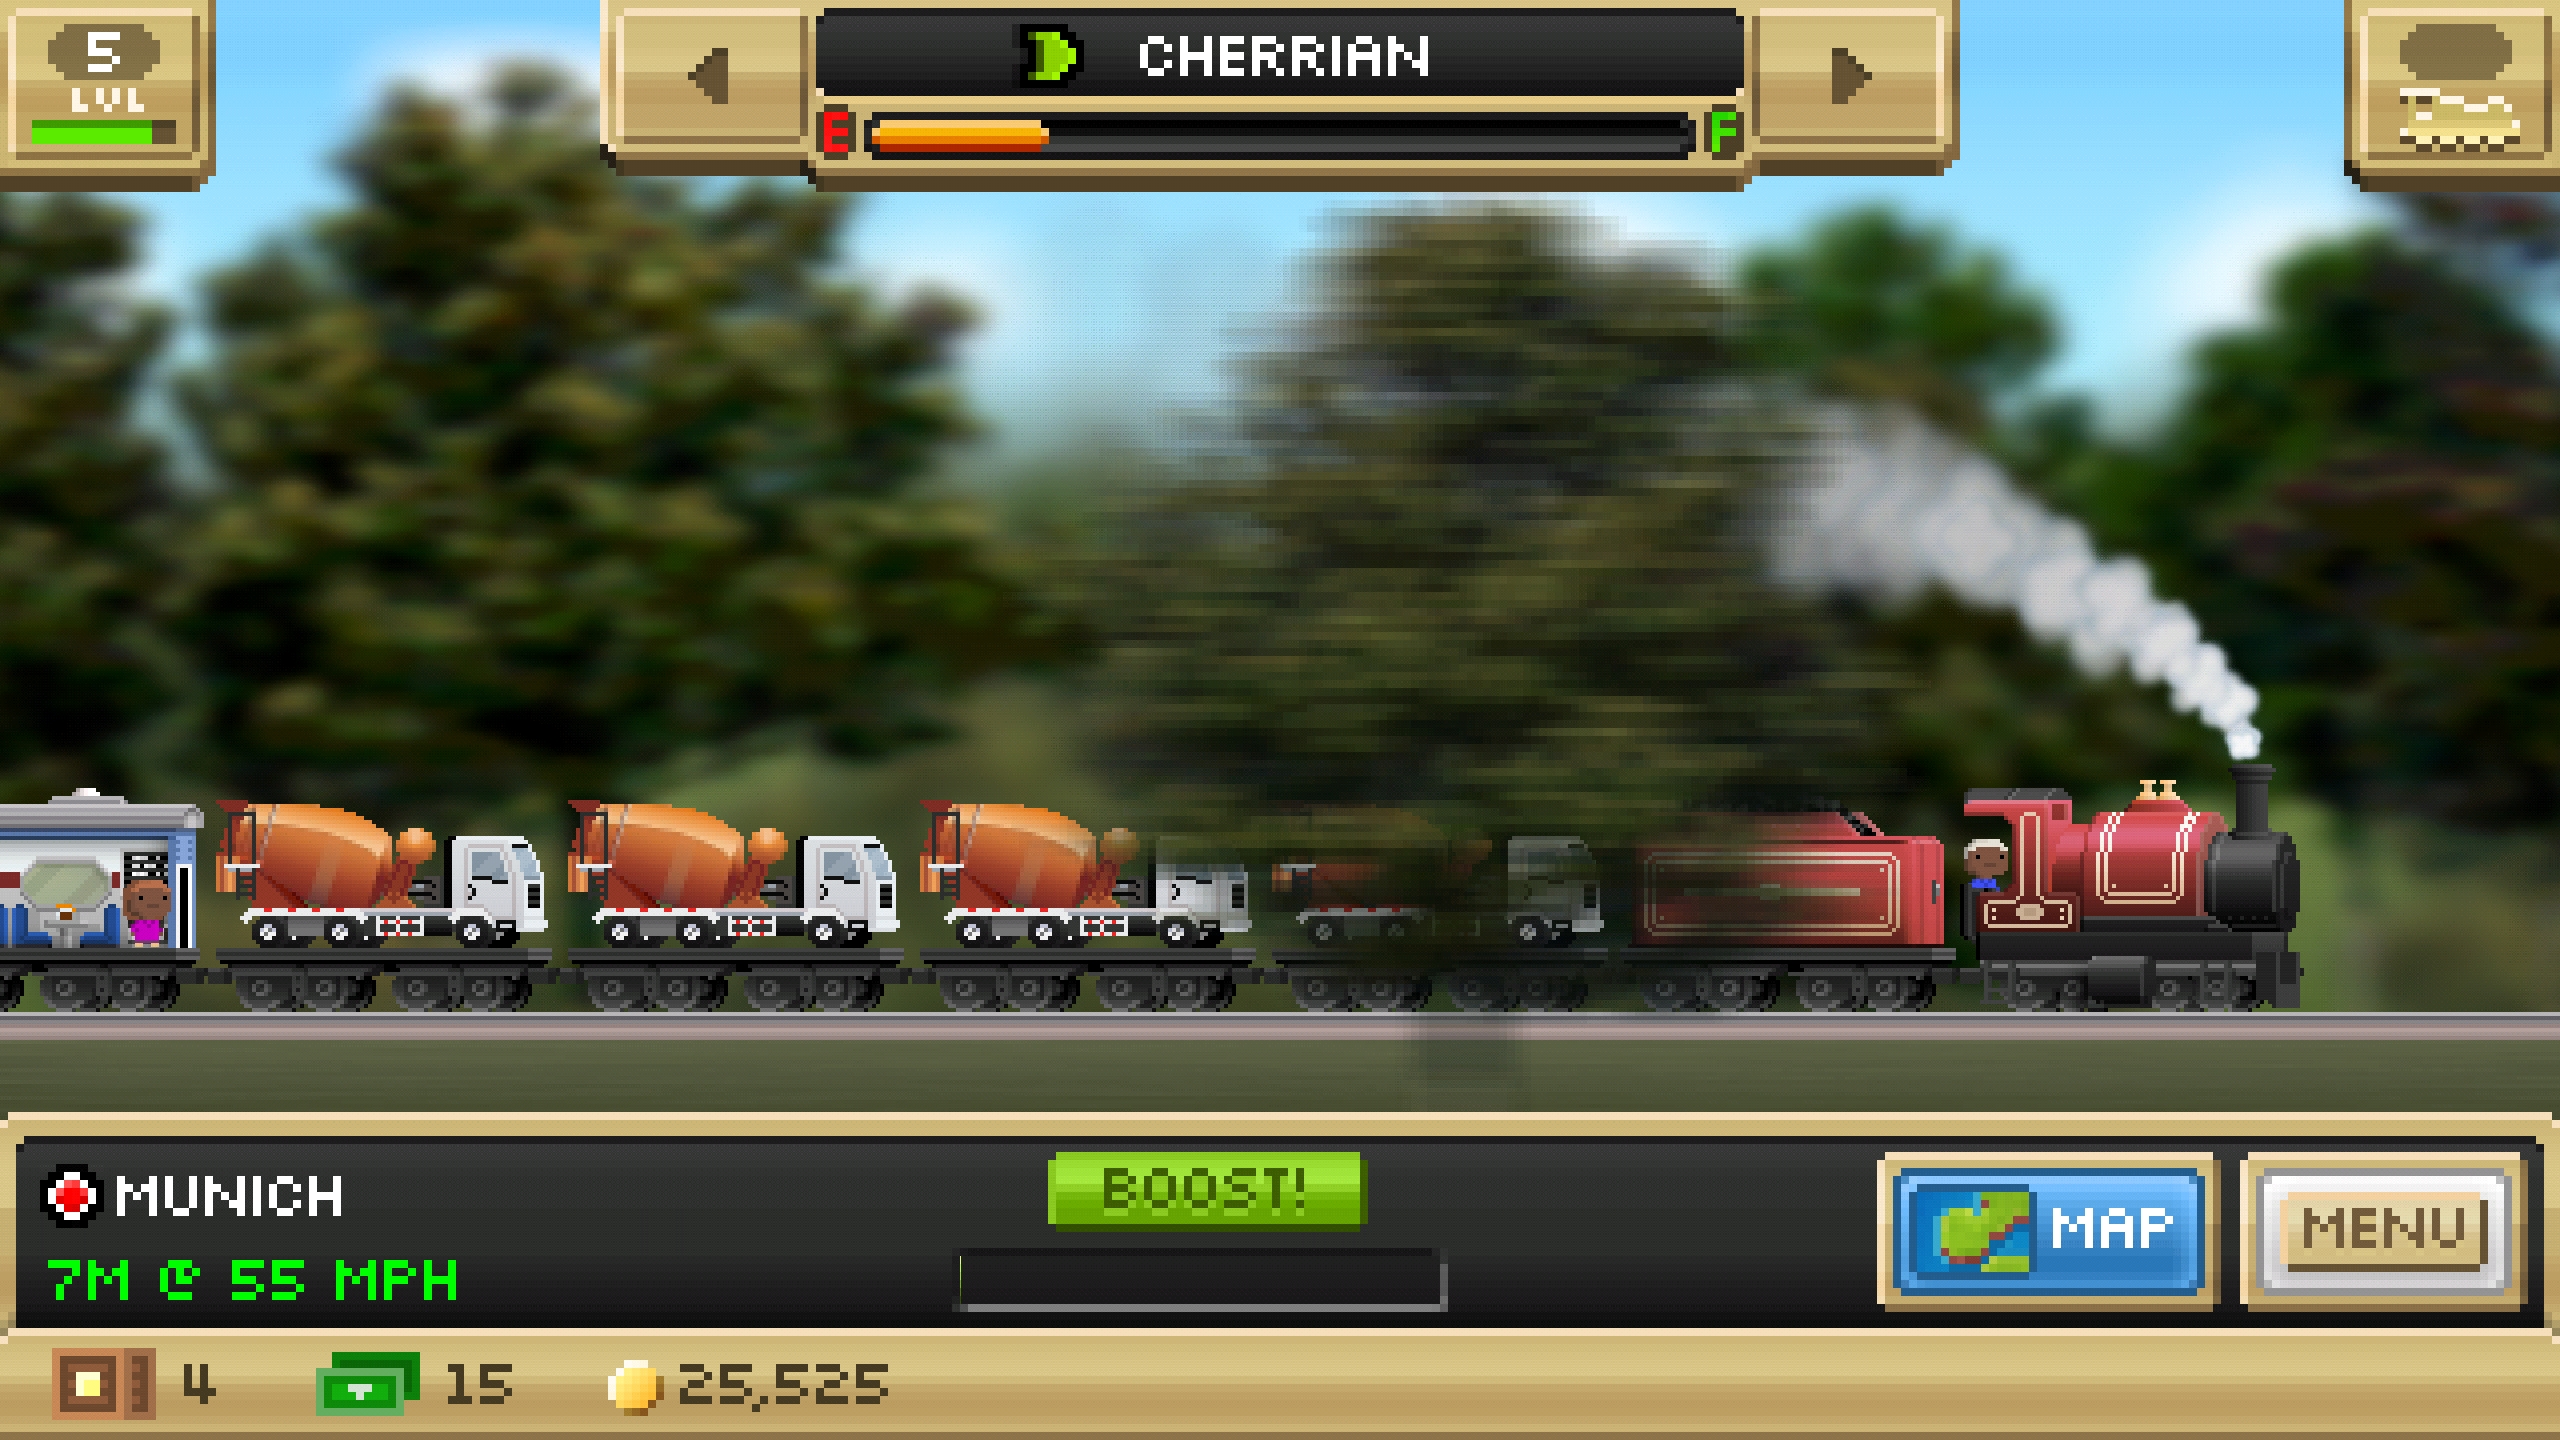 5
LVL
CHERRIAN
E F
MUNICH
BOOST!
7M @ 55 MPH
MAP
MENU
4 15 25,525